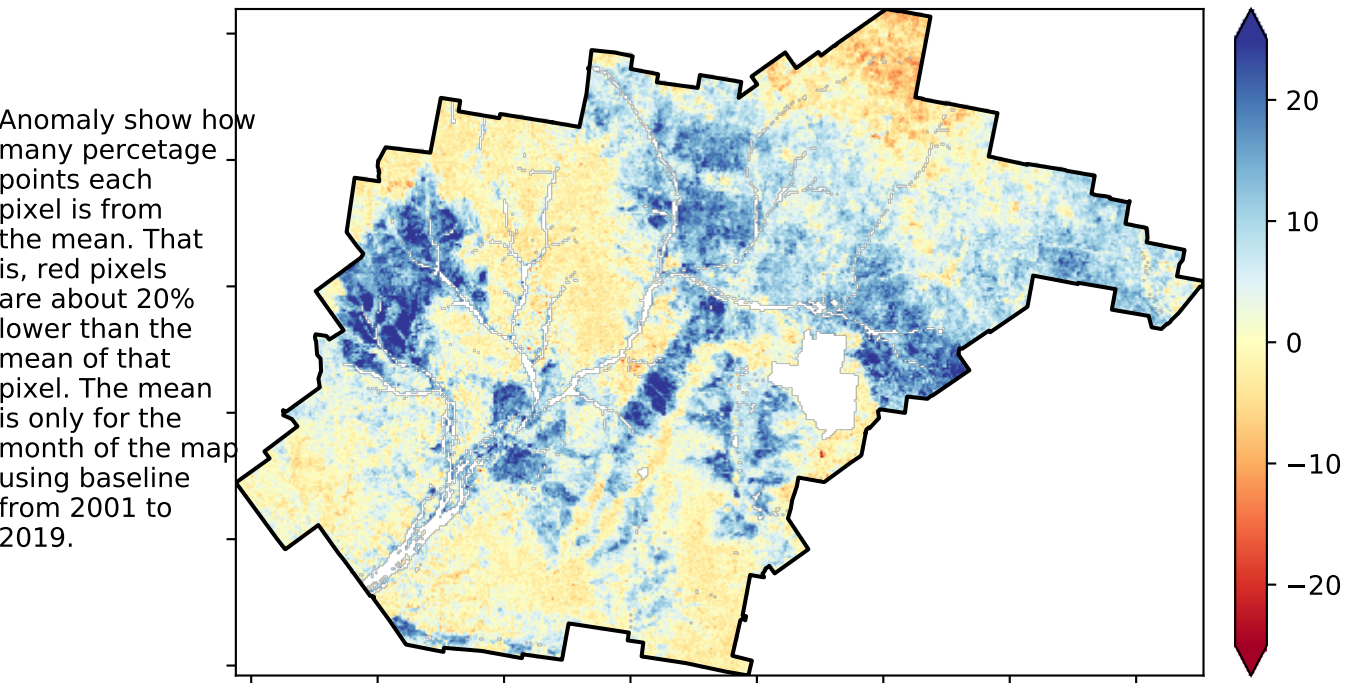 Anomaly show how
many percetage
points each
pixel is from
the mean. That
is, red pixels
are about 20%
lower than the
mean of that
pixel. The mean
is only for the
month of the map
using baseline
from 2001 to
2019.
20
10
0
−10
−20